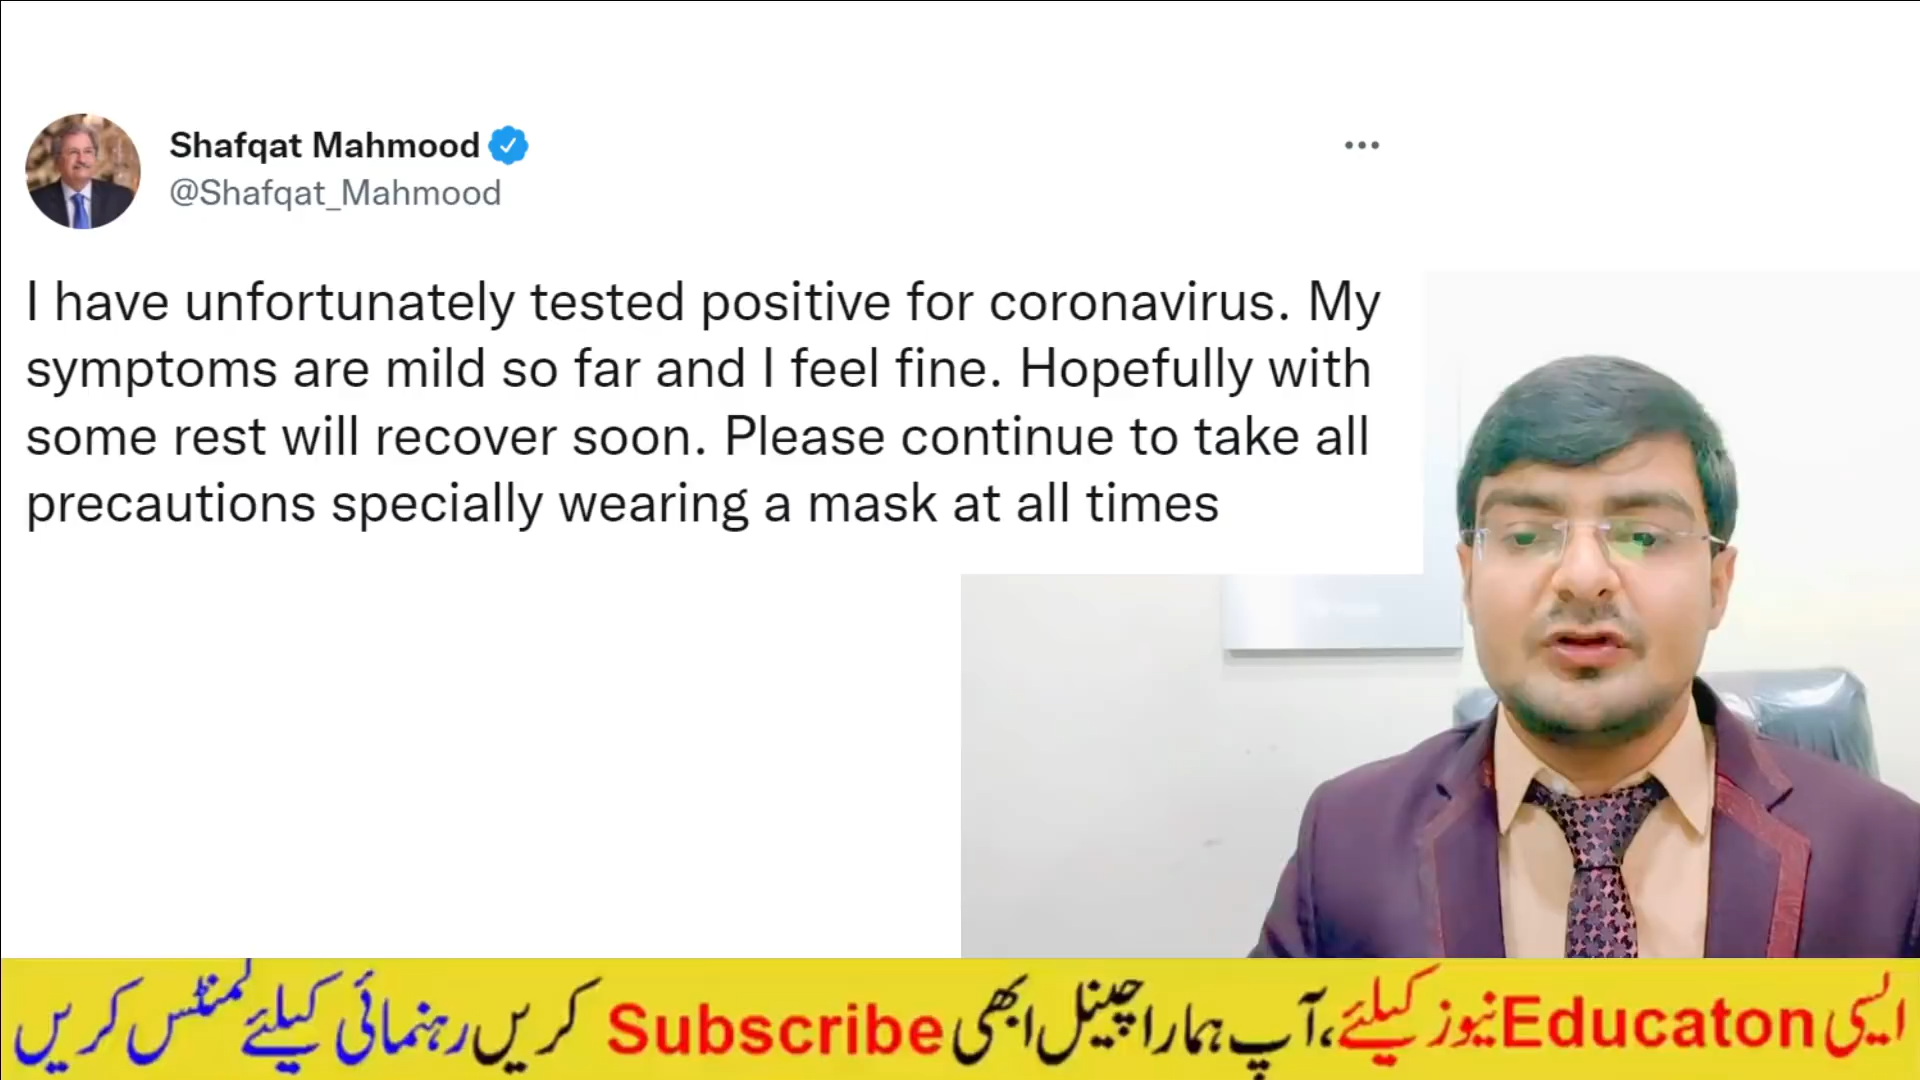 Shafqat Mahmood
@Shafqat_Mahmood
I have unfortunately tested positive for coronavirus. My
symptoms are mild so far and I feel fine. Hopefully with
some rest will recover soon. Please continue to take all
precautions specially wearing a mask at all times
ایسی Educaton نیوز کیلئے، آپ ہمارا چینل ابھی Subscribe کریں رہنمائی کیلئے کمنٹس کریں